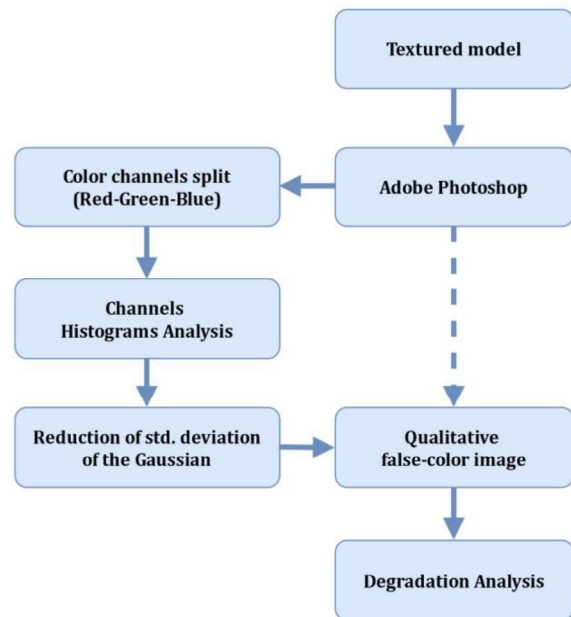 Textured model
Adobe Photoshop
Color channels split
(Red-Green-Blue)
Channels
Histograms Analysis
Reduction of std. deviation
of the Gaussian
Qualitative
false-color image
Degradation Analysis